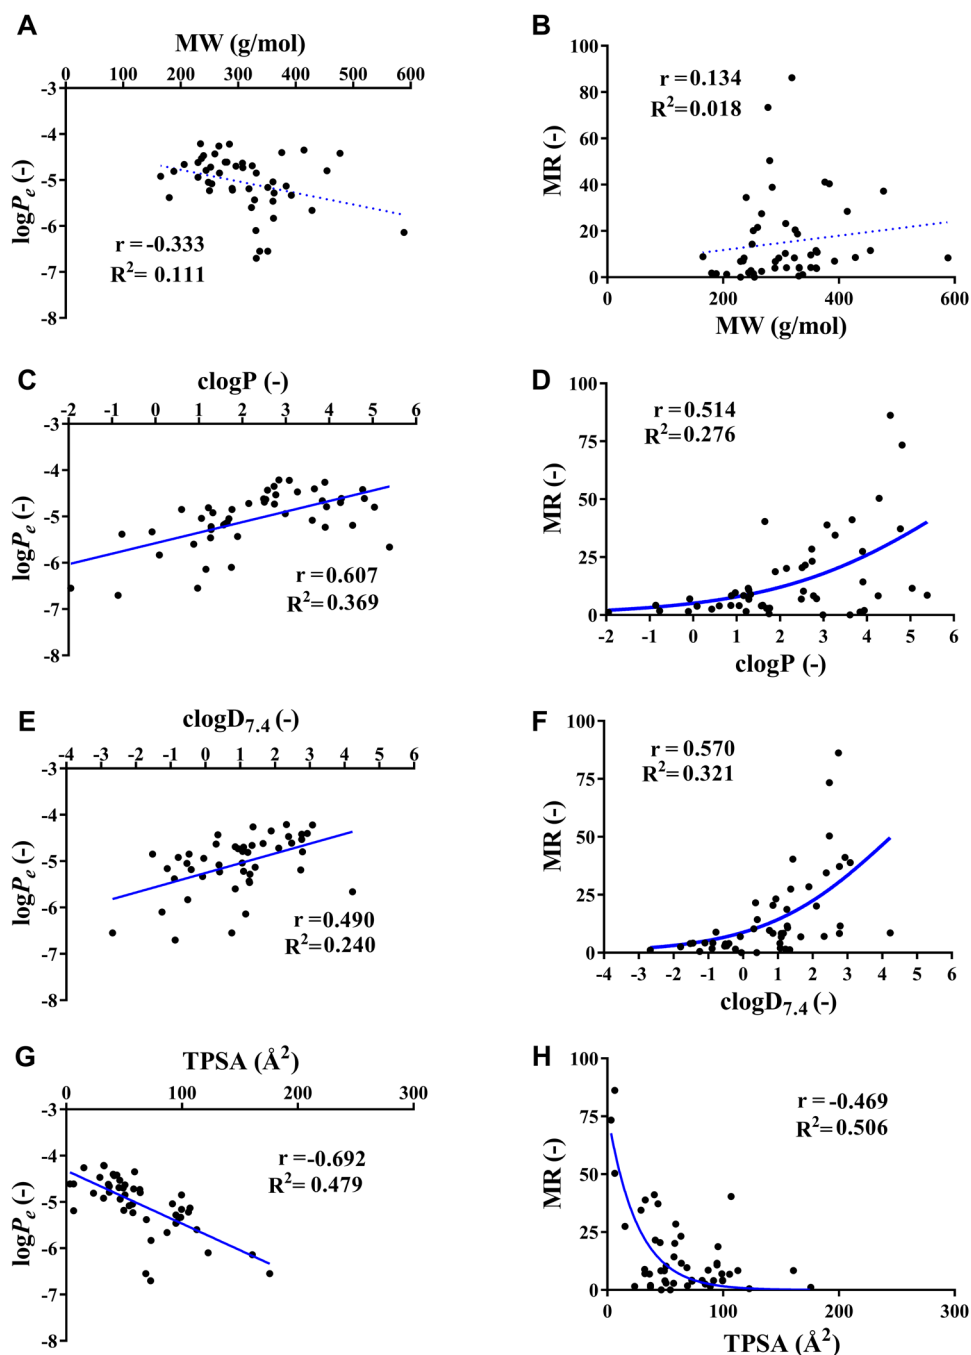 A
MW (g/mol)
0 100 200 300 400 500 600
-3
-4
-5
-6
-7
-8
logPe (-)
r = -0.333
R²= 0.111
B
100
80
60
40
20
0
MR (-)
r =0.134
R²=0.018
0 200 400 600
MW (g/mol)
C
clogP (-)
-2 -1 0 1 2 3 4 5 6
-3
-4
-5
-6
-7
-8
logPe (-)
r =0.607
R²=0.369
D
100
75
50
25
0
MR (-)
r =0.514
R²=0.276
-2 -1 0 1 2 3 4 5 6
clogP (-)
E
clogD7.4 (-)
-4 -3 -2 -1 0 1 2 3 4 5 6
-3
-4
-5
-6
-7
-8
logPe (-)
r =0.490
R²=0.240
F
100
75
50
25
0
MR (-)
r =0.570
R²=0.321
-4 -3 -2 -1 0 1 2 3 4 5 6
clogD7.4 (-)
G
TPSA (Å²)
0 100 200 300
-3
-4
-5
-6
-7
-8
logPe (-)
r =-0.692
R²=0.479
H
100
75
50
25
0
MR (-)
r =-0.469
R²=0.506
0 100 200 300
TPSA (Å²)